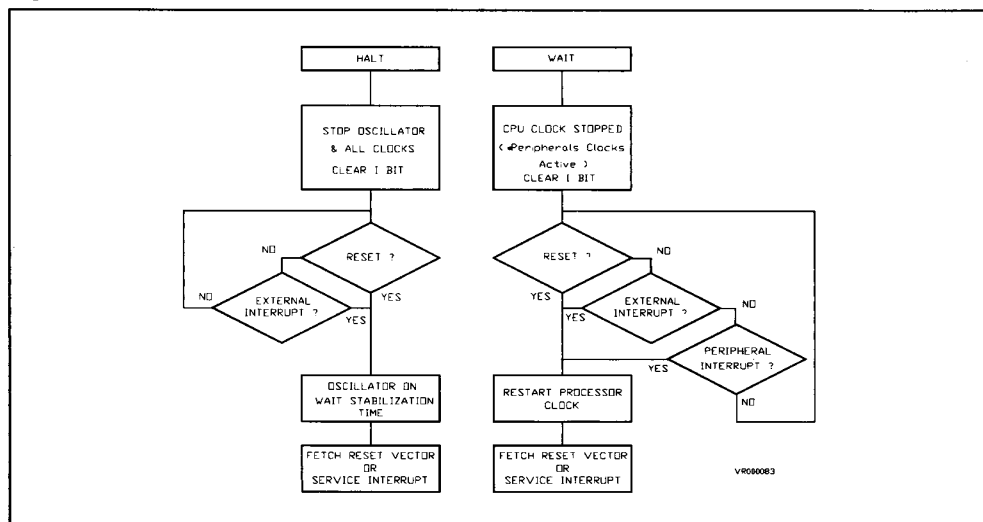 HALT
STOP OSCILLATOR
& ALL CLOCKS
CLEAR I BIT
RESET ?
NO
YES
EXTERNAL
INTERRUPT ?
NO
YES
OSCILLATOR ON
WAIT STABILIZATION
TIME
FETCH RESET VECTOR
OR
SERVICE INTERRUPT
WAIT
CPU CLOCK STOPPED
( Peripherals Clocks
Active )
CLEAR I BIT
RESET ?
NO
YES
EXTERNAL
INTERRUPT ?
NO
YES
PERIPHERAL
INTERRUPT ?
YES
NO
RESTART PROCESSOR
CLOCK
FETCH RESET VECTOR
OR
SERVICE INTERRUPT
VR000083